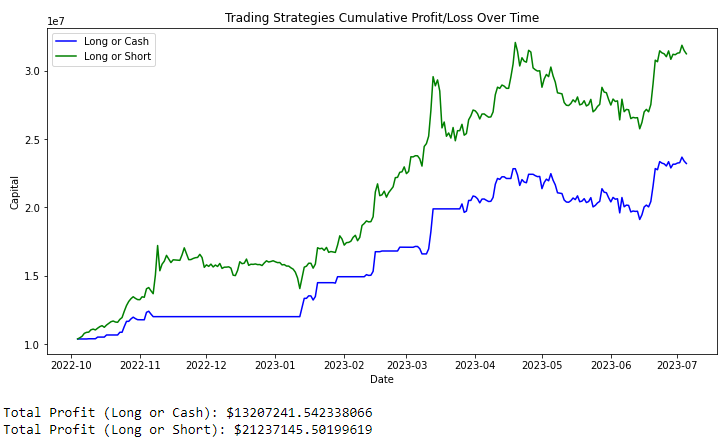 Trading Strategies Cumulative Profit/Loss Over Time
1e7
Long or Cash
Long or Short
3.0
2.5
2.0
1.5
1.0
Capital
2022-10 2022-11 2022-12 2023-01 2023-02 2023-03 2023-04 2023-05 2023-06 2023-07
Date
Total Profit (Long or Cash): $13207241.542338066
Total Profit (Long or Short): $21237145.50199619